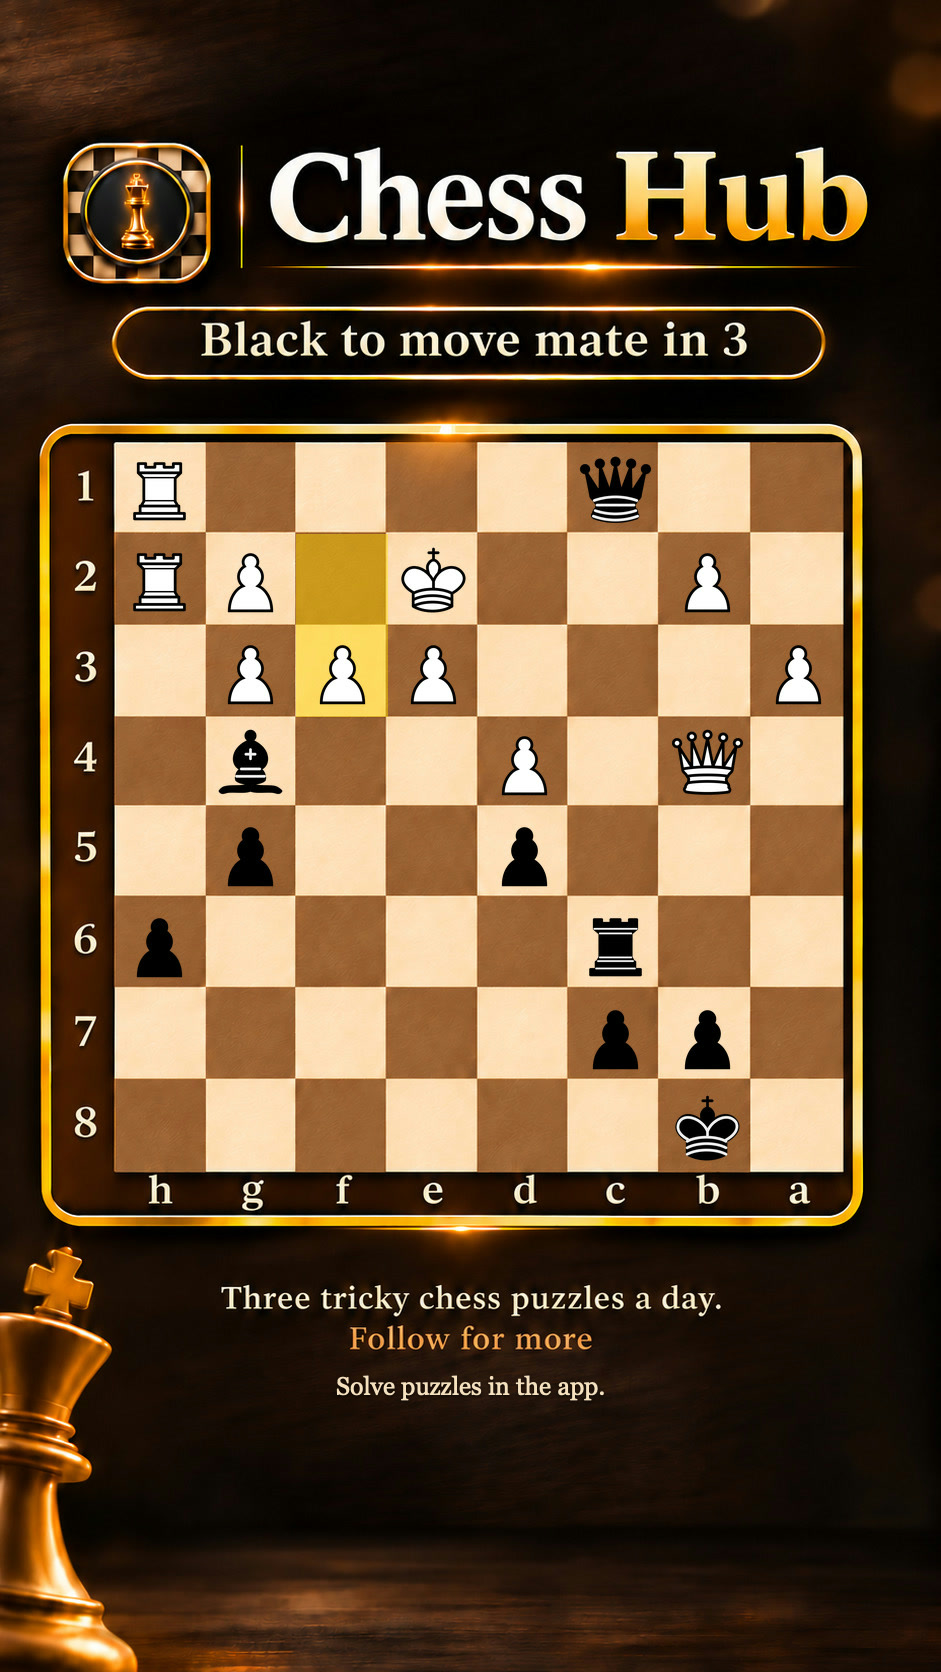 Chess Hub
Black to move mate in 3
1
2
3
4
5
6
7
8
h g f e d c b a
Three tricky chess puzzles a day.
Follow for more
Solve puzzles in the app.